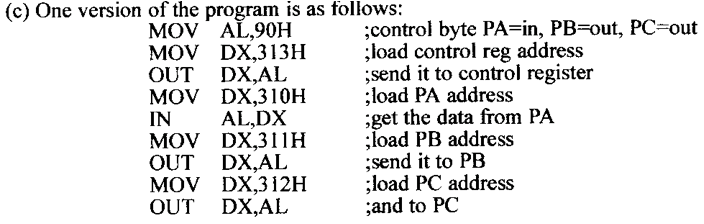 (c) One version of the program is as follows:
MOV AL,90H ;control byte PA=in, PB=out, PC=out
MOV DX,313H ;load control reg address
OUT DX,AL ;send it to control register
MOV DX,310H ;load PA address
IN AL,DX ;get the data from PA
MOV DX,311H ;load PB address
OUT DX,AL ;send it to PB
MOV DX,312H ;load PC address
OUT DX,AL ;and to PC